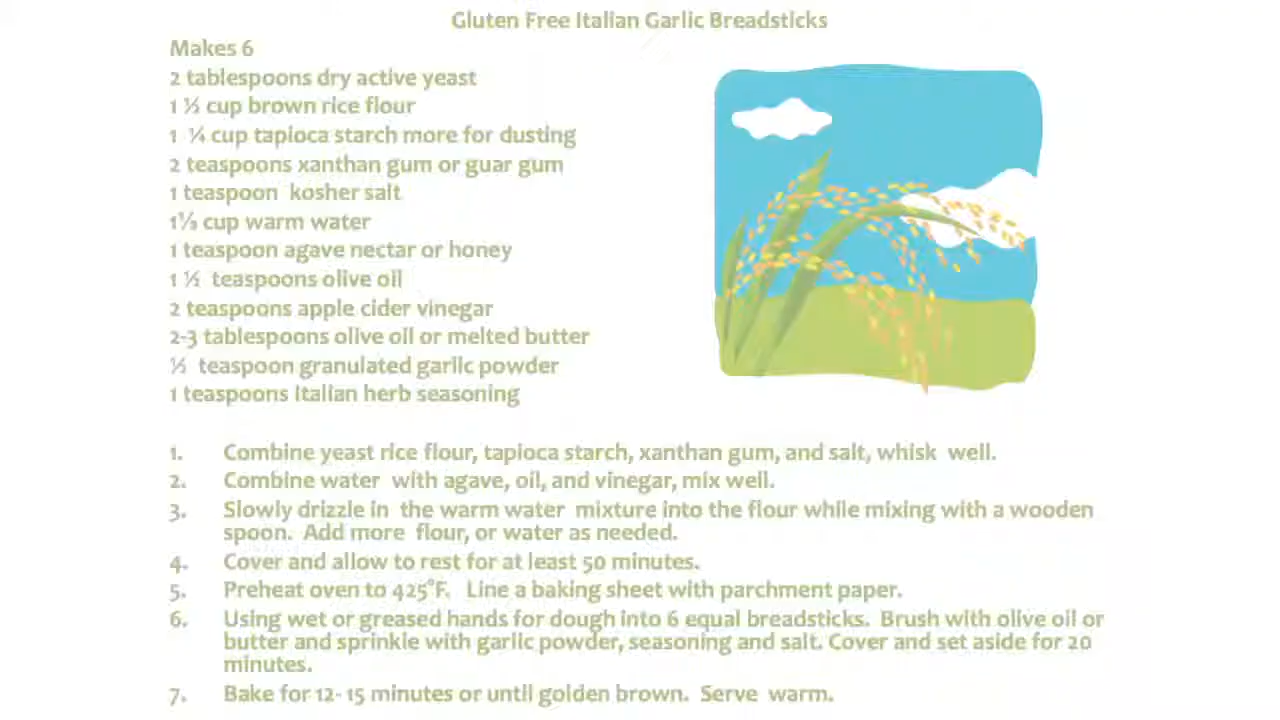 Gluten Free Italian Garlic Breadsticks
Makes 6
2 tablespoons dry active yeast
1 ½ cup brown rice flour
1 ¼ cup tapioca starch more for dusting
2 teaspoons xanthan gum or guar gum
1 teaspoon kosher salt
1⅓ cup warm water
1 teaspoon agave nectar or honey
1 ½ teaspoons olive oil
2 teaspoons apple cider vinegar
2-3 tablespoons olive oil or melted butter
½ teaspoon granulated garlic powder
1 teaspoons Italian herb seasoning
1. Combine yeast rice flour, tapioca starch, xanthan gum, and salt, whisk well.
2. Combine water with agave, oil, and vinegar, mix well.
3. Slowly drizzle in the warm water mixture into the flour while mixing with a wooden
spoon. Add more flour, or water as needed.
4. Cover and allow to rest for at least 50 minutes.
5. Preheat oven to 425°F. Line a baking sheet with parchment paper.
6. Using wet or greased hands for dough into 6 equal breadsticks. Brush with olive oil or
butter and sprinkle with garlic powder, seasoning and salt. Cover and set aside for 20
minutes.
7. Bake for 12- 15 minutes or until golden brown. Serve warm.